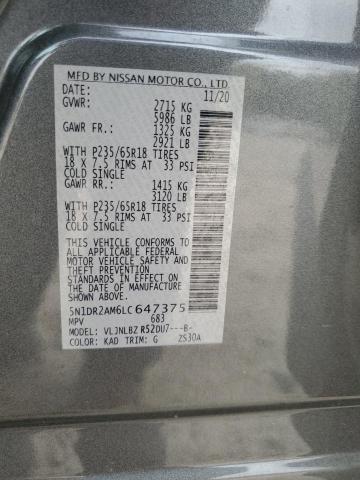 MFD BY NISSAN MOTOR CO., LTD.
DATE: 11/20
GVWR: 2715 KG
5986 LB
GAWR FR.: 1325 KG
2921 LB
WITH P235/65R18 TIRES
18 X 7.5 RIMS AT 33 PSI
COLD SINGLE
GAWR RR.: 1415 KG
3120 LB
WITH P235/65R18 TIRES
18 X 7.5 RIMS AT 33 PSI
COLD SINGLE
THIS VEHICLE CONFORMS TO
ALL APPLICABLE FEDERAL
MOTOR VEHICLE SAFETY
&THEFT PREVENTION
STANDARDS IN EFFECT ON
THE DATE OF MANUFACTURE
SHOWN ABOVE.
5N1DR2AM6LC647375
MPV 683
MODEL: VLJNLBZ R52DU7---B-
COLOR: KAD TRIM: G ZS30A